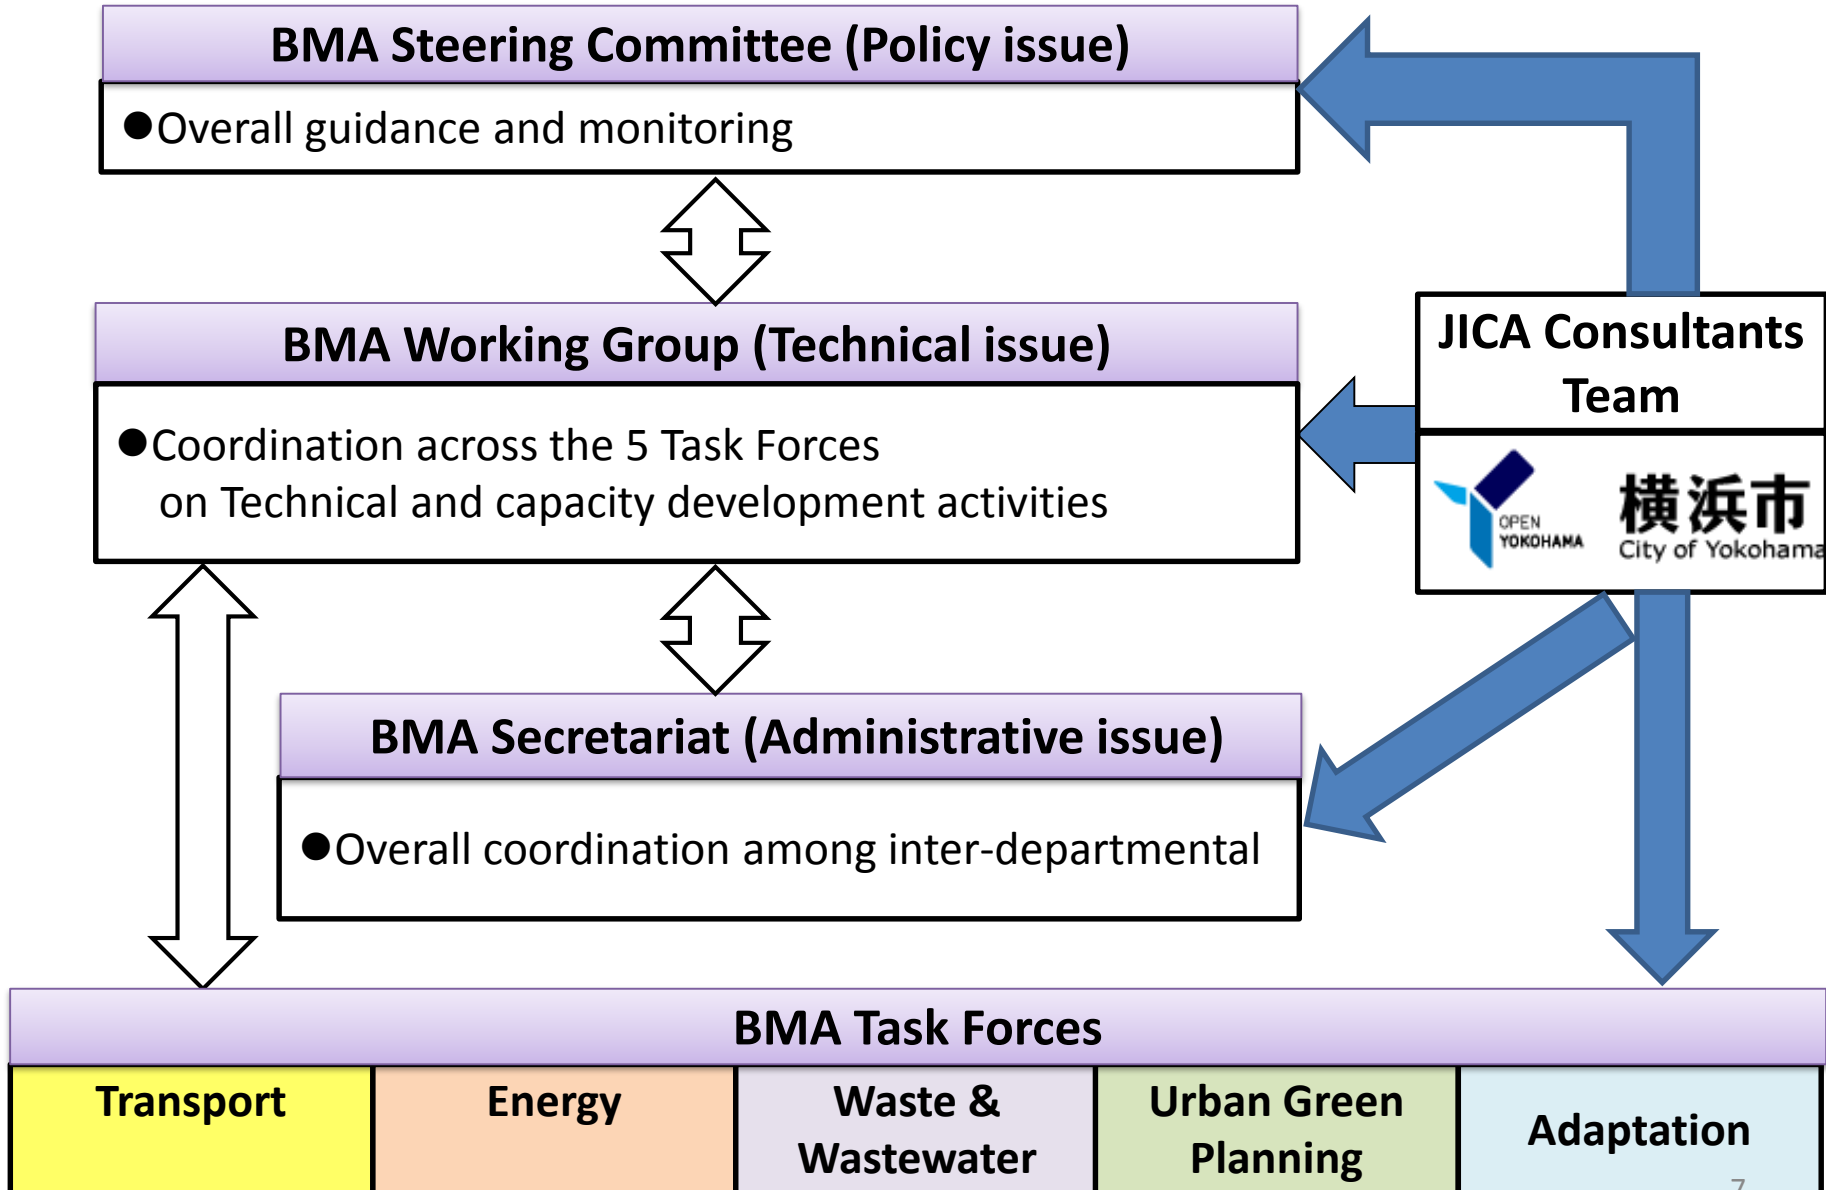 BMA Steering Committee (Policy issue)
●Overall guidance and monitoring
BMA Working Group (Technical issue)
●Coordination across the 5 Task Forces
on Technical and capacity development activities
JICA Consultants
Team
OPEN
YOKOHAMA
横浜市
City of Yokohama
BMA Secretariat (Administrative issue)
●Overall coordination among inter-departmental
BMA Task Forces
Transport
Energy
Waste &
Wastewater
Urban Green
Planning
Adaptation
7